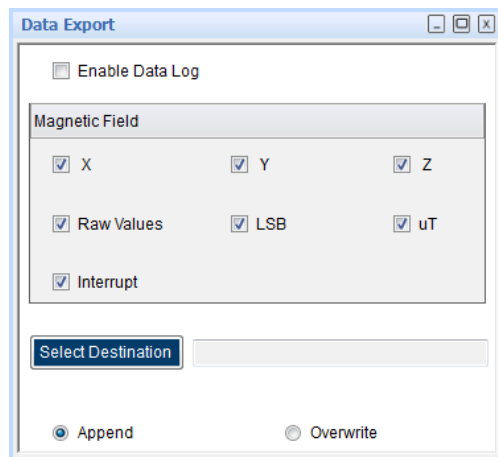 Data Export
Enable Data Log
Magnetic Field
X Y Z
Raw Values LSB uT
Interrupt
Select Destination
Append Overwrite